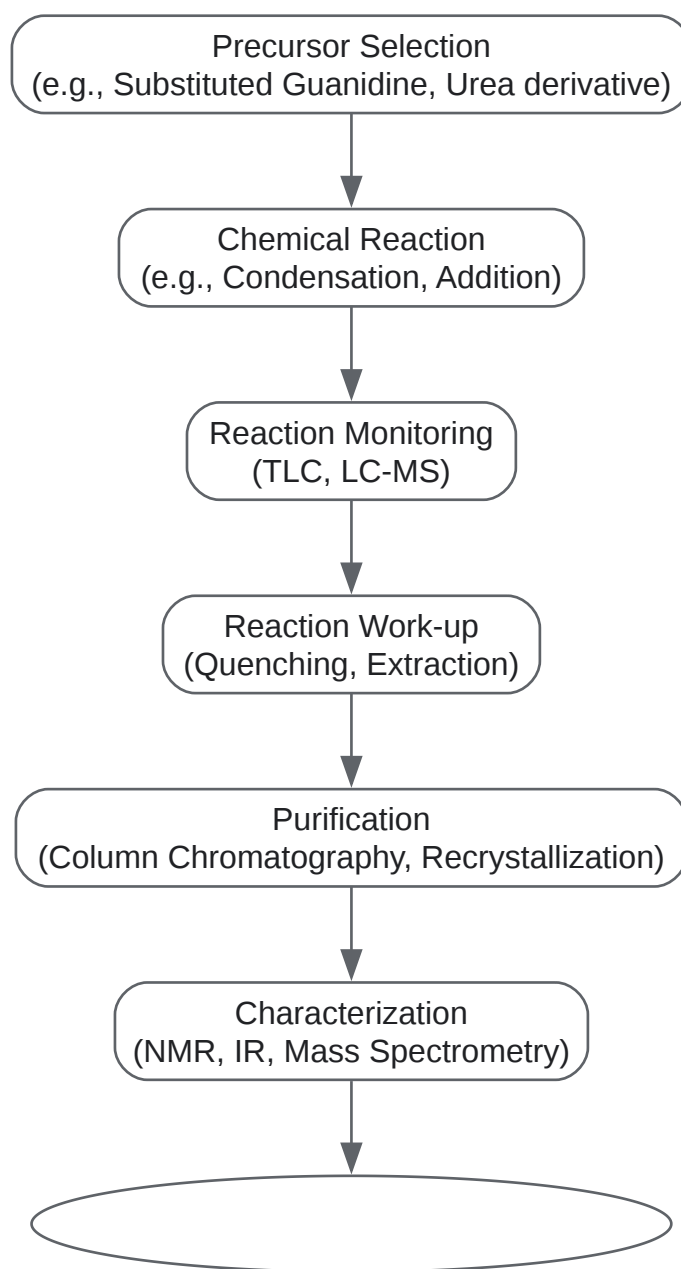 Precursor Selection
(e.g., Substituted Guanidine, Urea derivative)
Chemical Reaction
(e.g., Condensation, Addition)
Reaction Monitoring
(TLC, LC-MS)
Reaction Work-up
(Quenching, Extraction)
Purification
(Column Chromatography, Recrystallization)
Characterization
(NMR, IR, Mass Spectrometry)